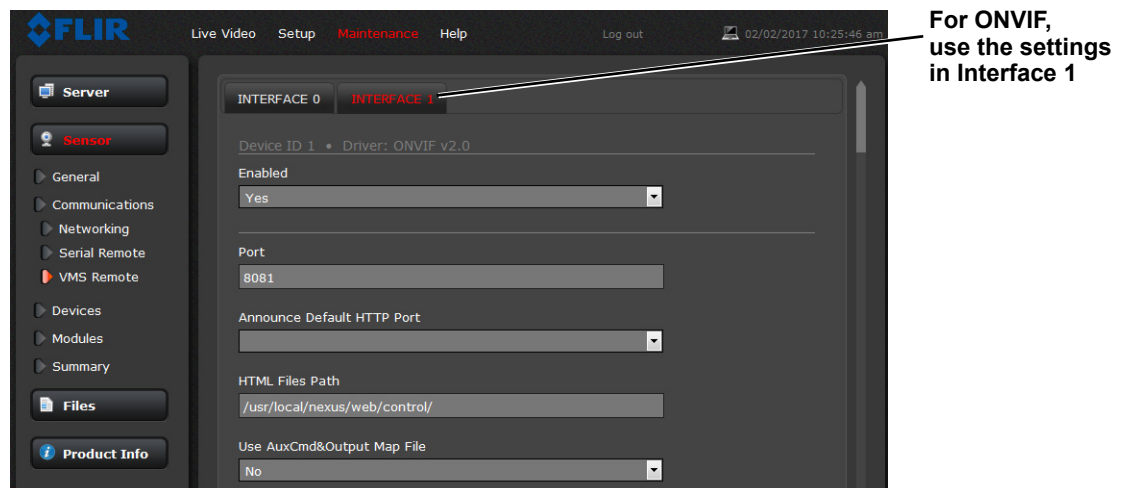 FLIR
Live Video Setup Maintenance Help Log out 02/02/2017 10:25:46 am
For ONVIF,
use the settings
in Interface 1
Server
Sensor
General
Communications
Networking
Serial Remote
VMS Remote
Devices
Modules
Summary
Files
Product Info
INTERFACE 0 INTERFACE 1
Device ID 1 • Driver: ONVIF v2.0
Enabled
Yes
Port
8081
Announce Default HTTP Port
HTML Files Path
/usr/local/nexus/web/control/
Use AuxCmd&Output Map File
No